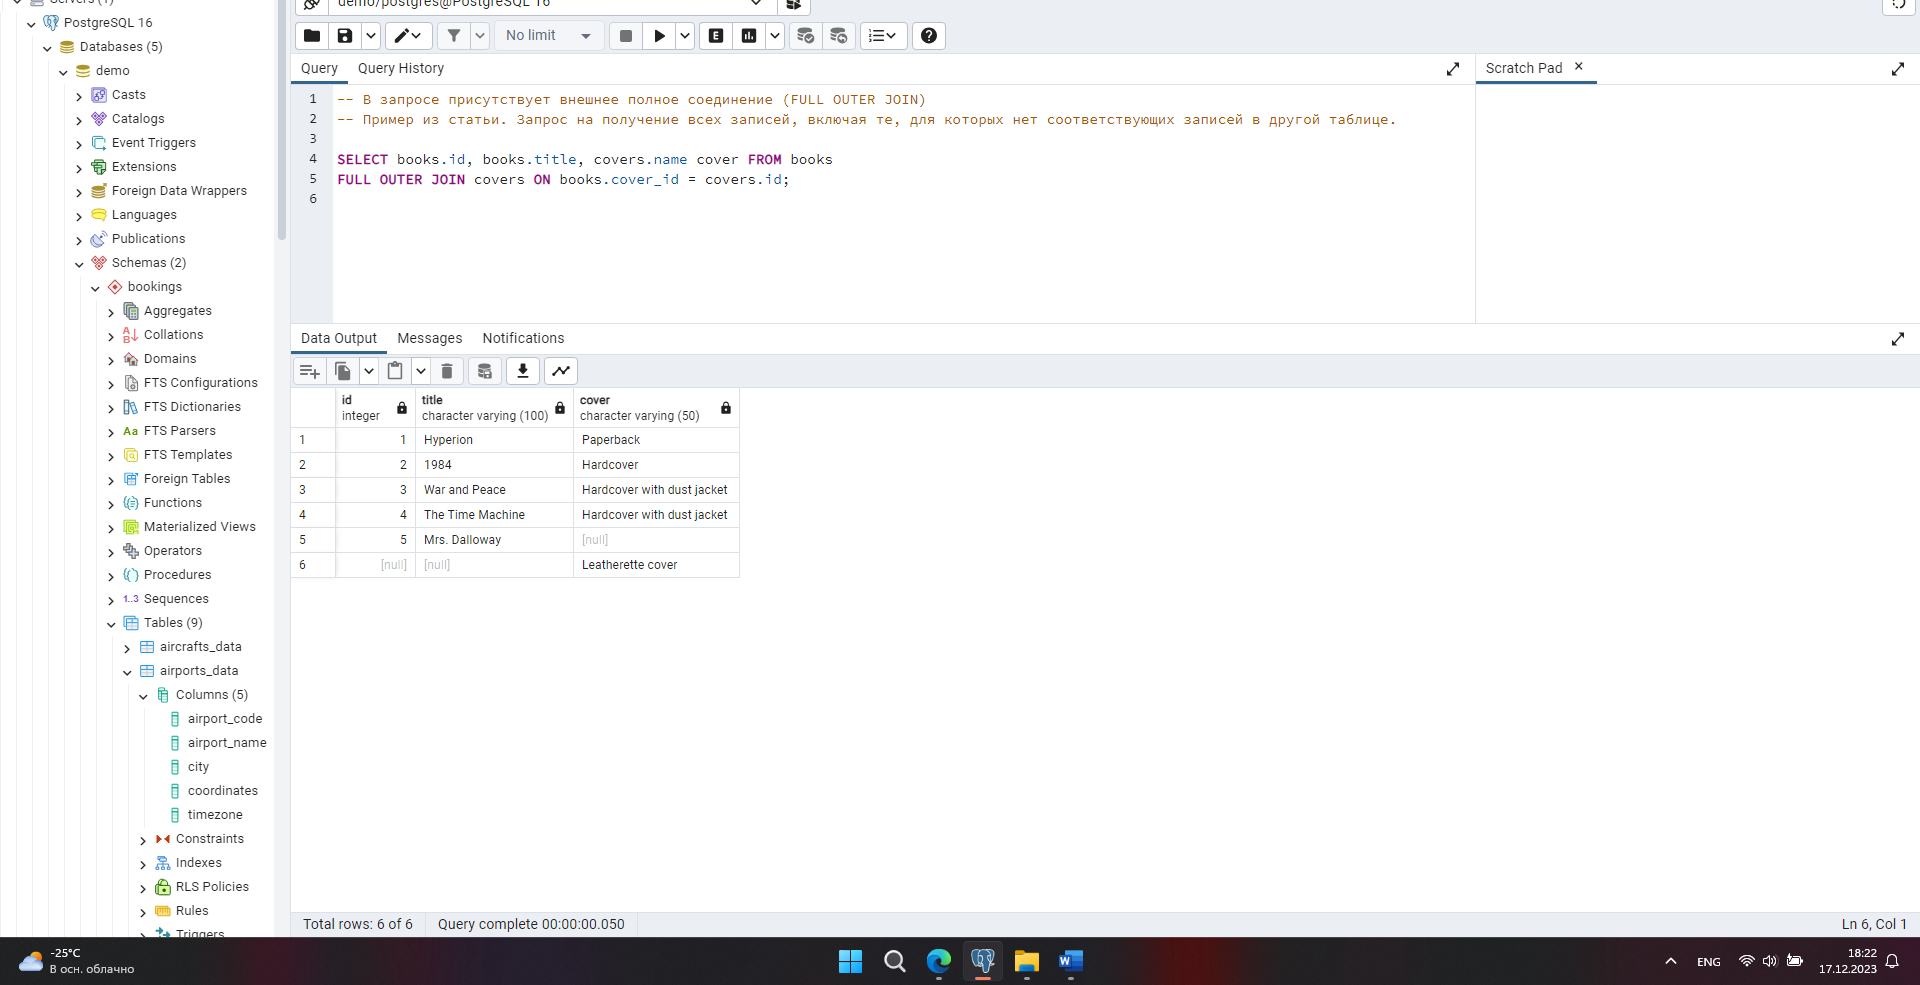 Servers (1)
PostgreSQL 16
Databases (5)
demo
Casts
Catalogs
Event Triggers
Extensions
Foreign Data Wrappers
Languages
Publications
Schemas (2)
bookings
Aggregates
Collations
Domains
FTS Configurations
FTS Dictionaries
FTS Parsers
FTS Templates
Foreign Tables
Functions
Materialized Views
Operators
Procedures
1..3 Sequences
Tables (9)
aircrafts_data
airports_data
Columns (5)
airport_code
airport_name
city
coordinates
timezone
Constraints
Indexes
RLS Policies
Rules
Triggers
demo/postgres@PostgreSQL 16
No limit
Query
Query History
Scratch Pad
1 -- В запросе присутствует внешнее полное соединение (FULL OUTER JOIN)
2 -- Пример из статьи. Запрос на получение всех записей, включая те, для которых нет соответствующих записей в другой таблице.
3
4 SELECT books.id, books.title, covers.name cover FROM books
5 FULL OUTER JOIN covers ON books.cover_id = covers.id;
6
Data Output
Messages
Notifications
id integer
title character varying (100)
cover character varying (50)
1 1 Hyperion Paperback
2 2 1984 Hardcover
3 3 War and Peace Hardcover with dust jacket
4 4 The Time Machine Hardcover with dust jacket
5 5 Mrs. Dalloway [null]
6 [null] [null] Leatherette cover
Total rows: 6 of 6
Query complete 00:00:00.050
Ln 6, Col 1
-25°C
В осн. облачно
ENG
18:22
17.12.2023